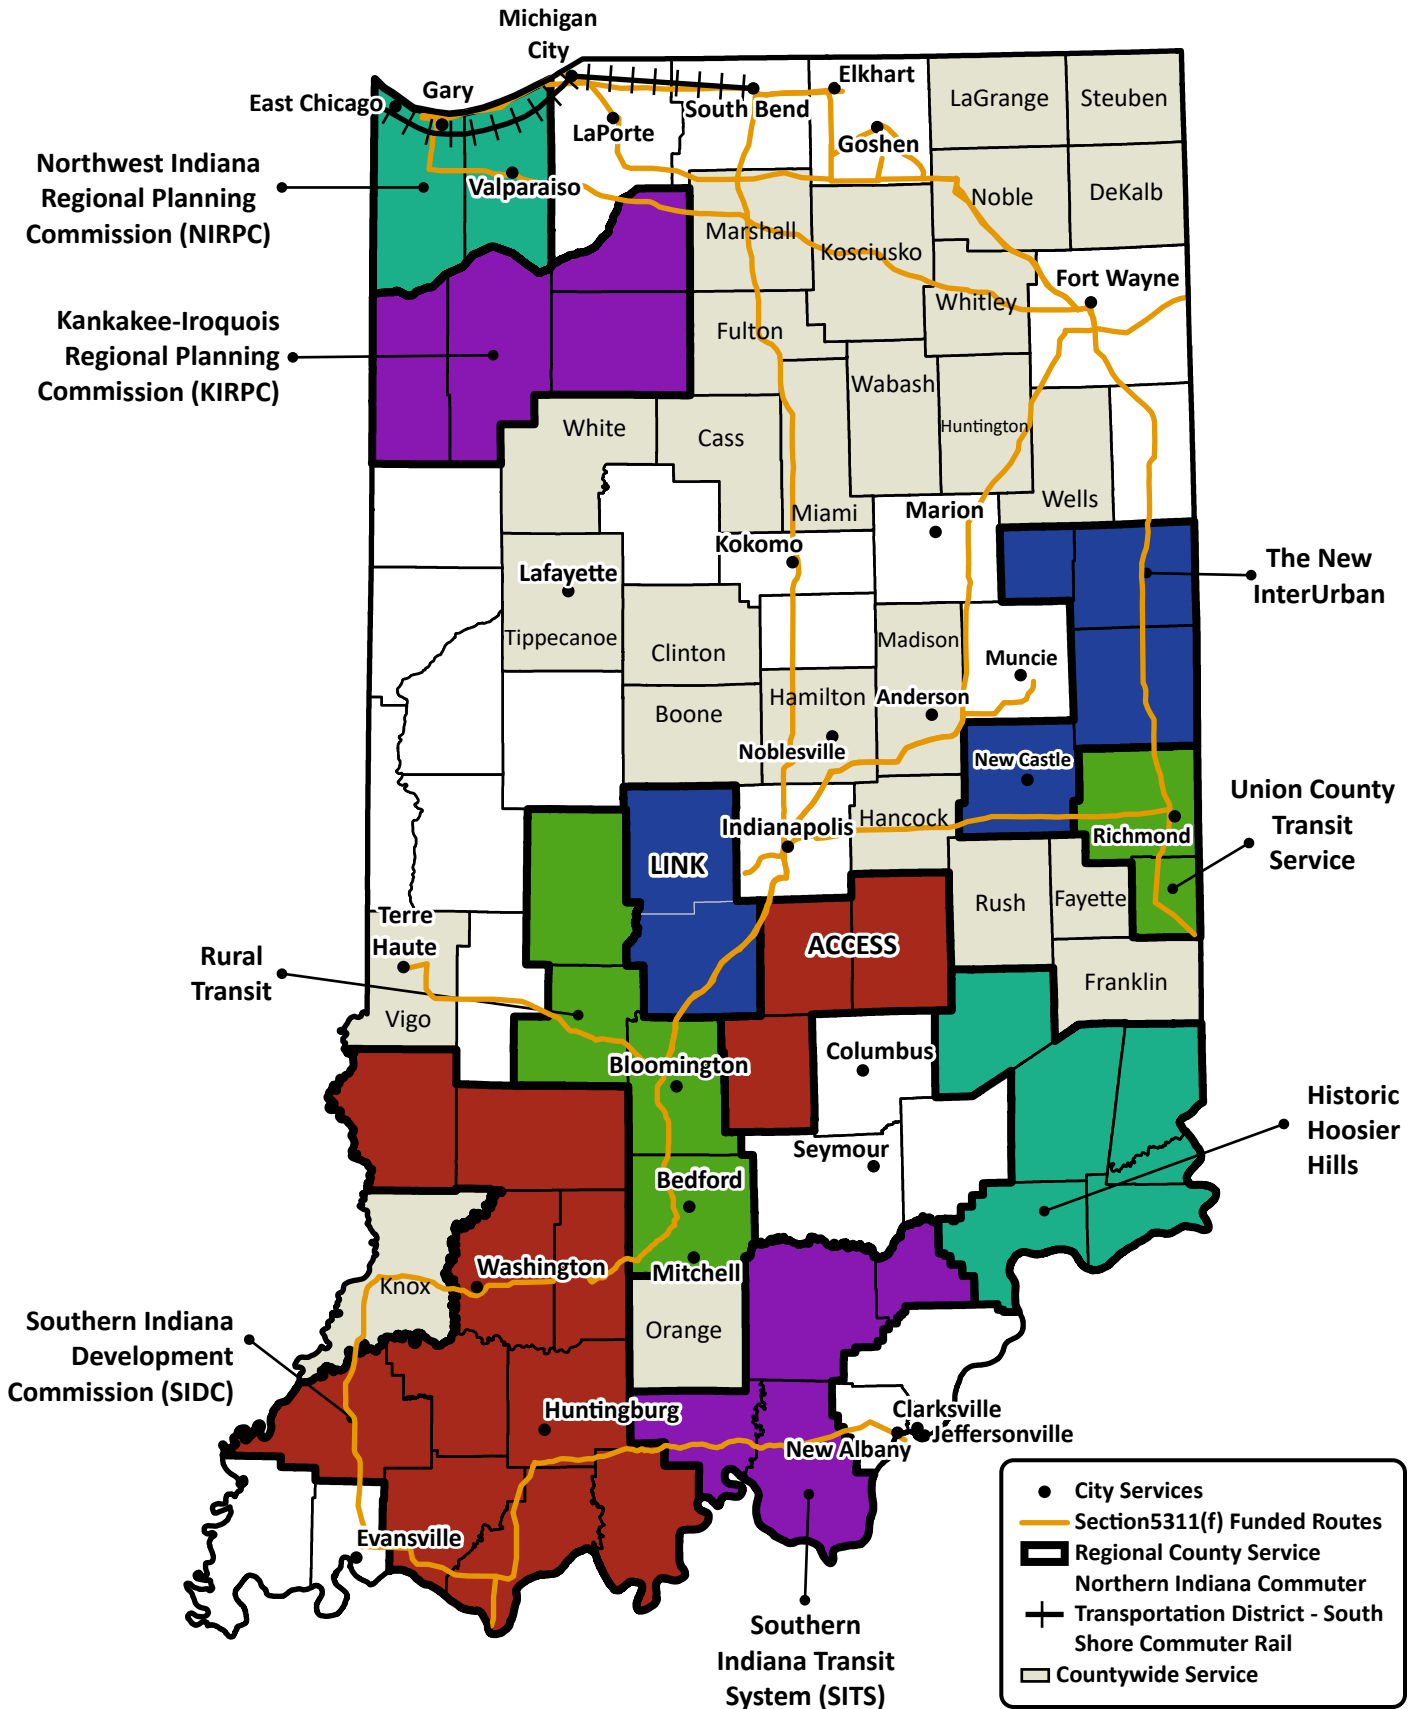 Michigan
City
Elkhart
Gary
East Chicago
LaGrange
Steuben
South Bend
LaPorte
Goshen
Northwest Indiana
Regional Planning
Commission (NIRPC)
Valparaiso
Noble
DeKalb
Marshall
Kosciusko
Fort Wayne
Whitley
Kankakee-Iroquois
Regional Planning
Commission (KIRPC)
Fulton
Wabash
Huntington
White
Cass
Wells
Miami
Marion
Kokomo
Lafayette
The New
InterUrban
Tippecanoe
Clinton
Madison
Muncie
Hamilton
Anderson
Boone
Noblesville
New Castle
Union County
Transit
Service
Indianapolis
Hancock
Richmond
LINK
Rush
Fayette
Terre
Haute
ACCESS
Rural
Transit
Franklin
Vigo
Columbus
Bloomington
Historic
Hoosier
Hills
Seymour
Bedford
Washington
Mitchell
Knox
Southern Indiana
Development
Commission (SIDC)
Orange
Huntingburg
Clarksville
Jeffersonville
New Albany
Evansville
Southern
Indiana Transit
System (SITS)
City Services
Section5311(f) Funded Routes
Regional County Service
Northern Indiana Commuter
Transportation District - South
Shore Commuter Rail
Countywide Service